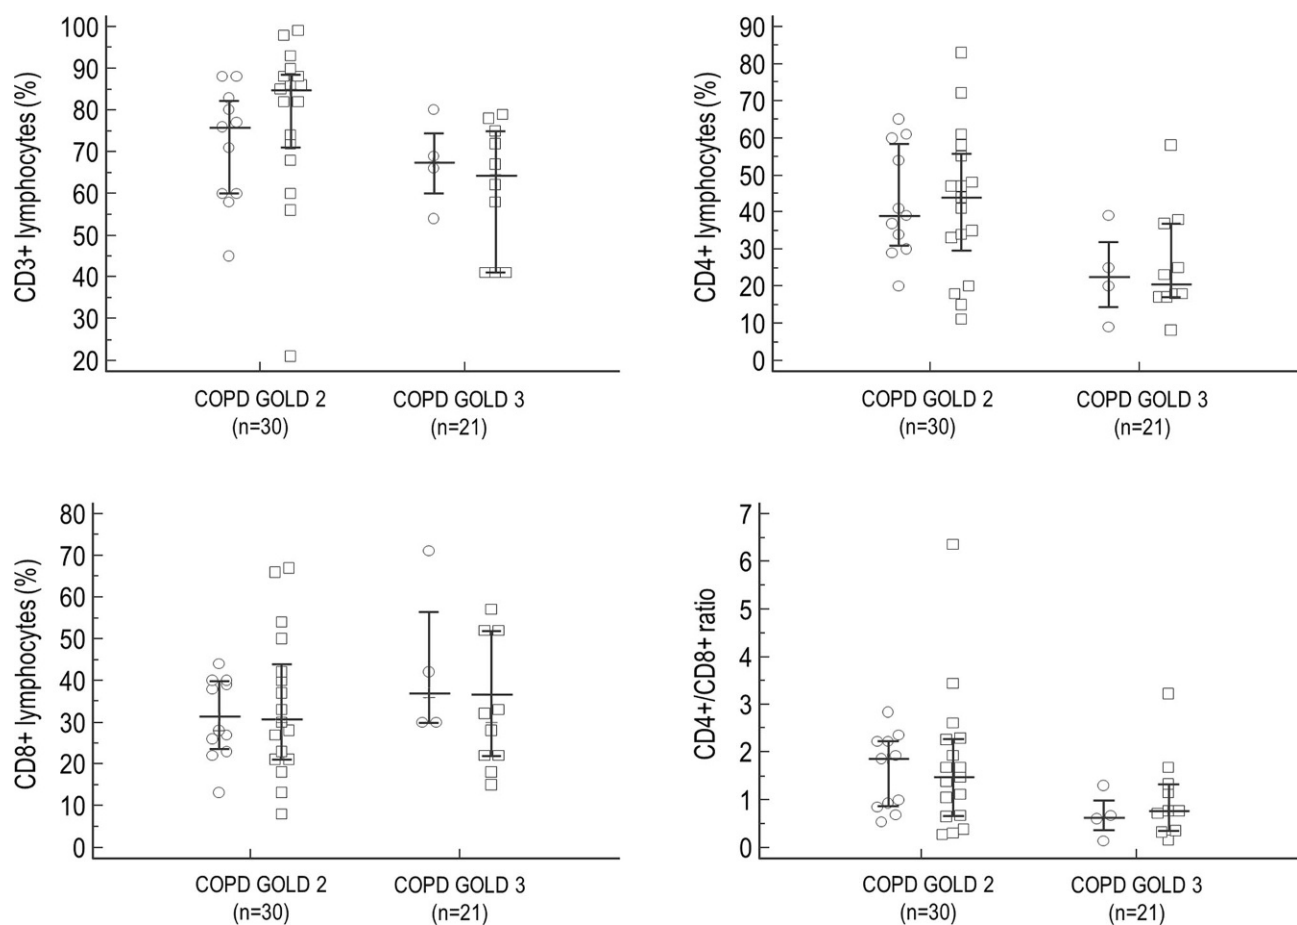 CD3+ lymphocytes (%)
100
90
80
70
60
50
40
30
20
COPD GOLD 2
(n=30)
COPD GOLD 3
(n=21)
CD4+ lymphocytes (%)
90
80
70
60
50
40
30
20
10
0
COPD GOLD 2
(n=30)
COPD GOLD 3
(n=21)
CD8+ lymphocytes (%)
80
70
60
50
40
30
20
10
0
COPD GOLD 2
(n=30)
COPD GOLD 3
(n=21)
CD4+/CD8+ ratio
7
6
5
4
3
2
1
0
COPD GOLD 2
(n=30)
COPD GOLD 3
(n=21)